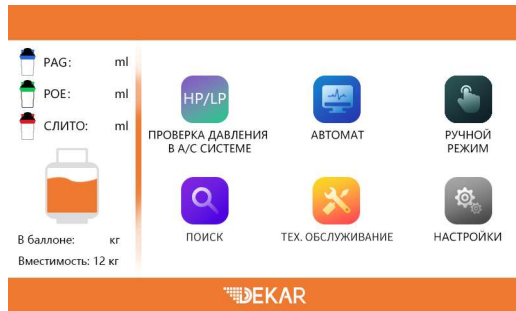 PAG: ml
POE: ml
СЛИТО: ml
В баллоне: кг
Вместимость: 12 кг
HP/LP
ПРОВЕРКА ДАВЛЕНИЯ
В A/C СИСТЕМЕ
АВТОМАТ
РУЧНОЙ
РЕЖИМ
ПОИСК
ТЕХ. ОБСЛУЖИВАНИЕ
НАСТРОЙКИ
DEKAR